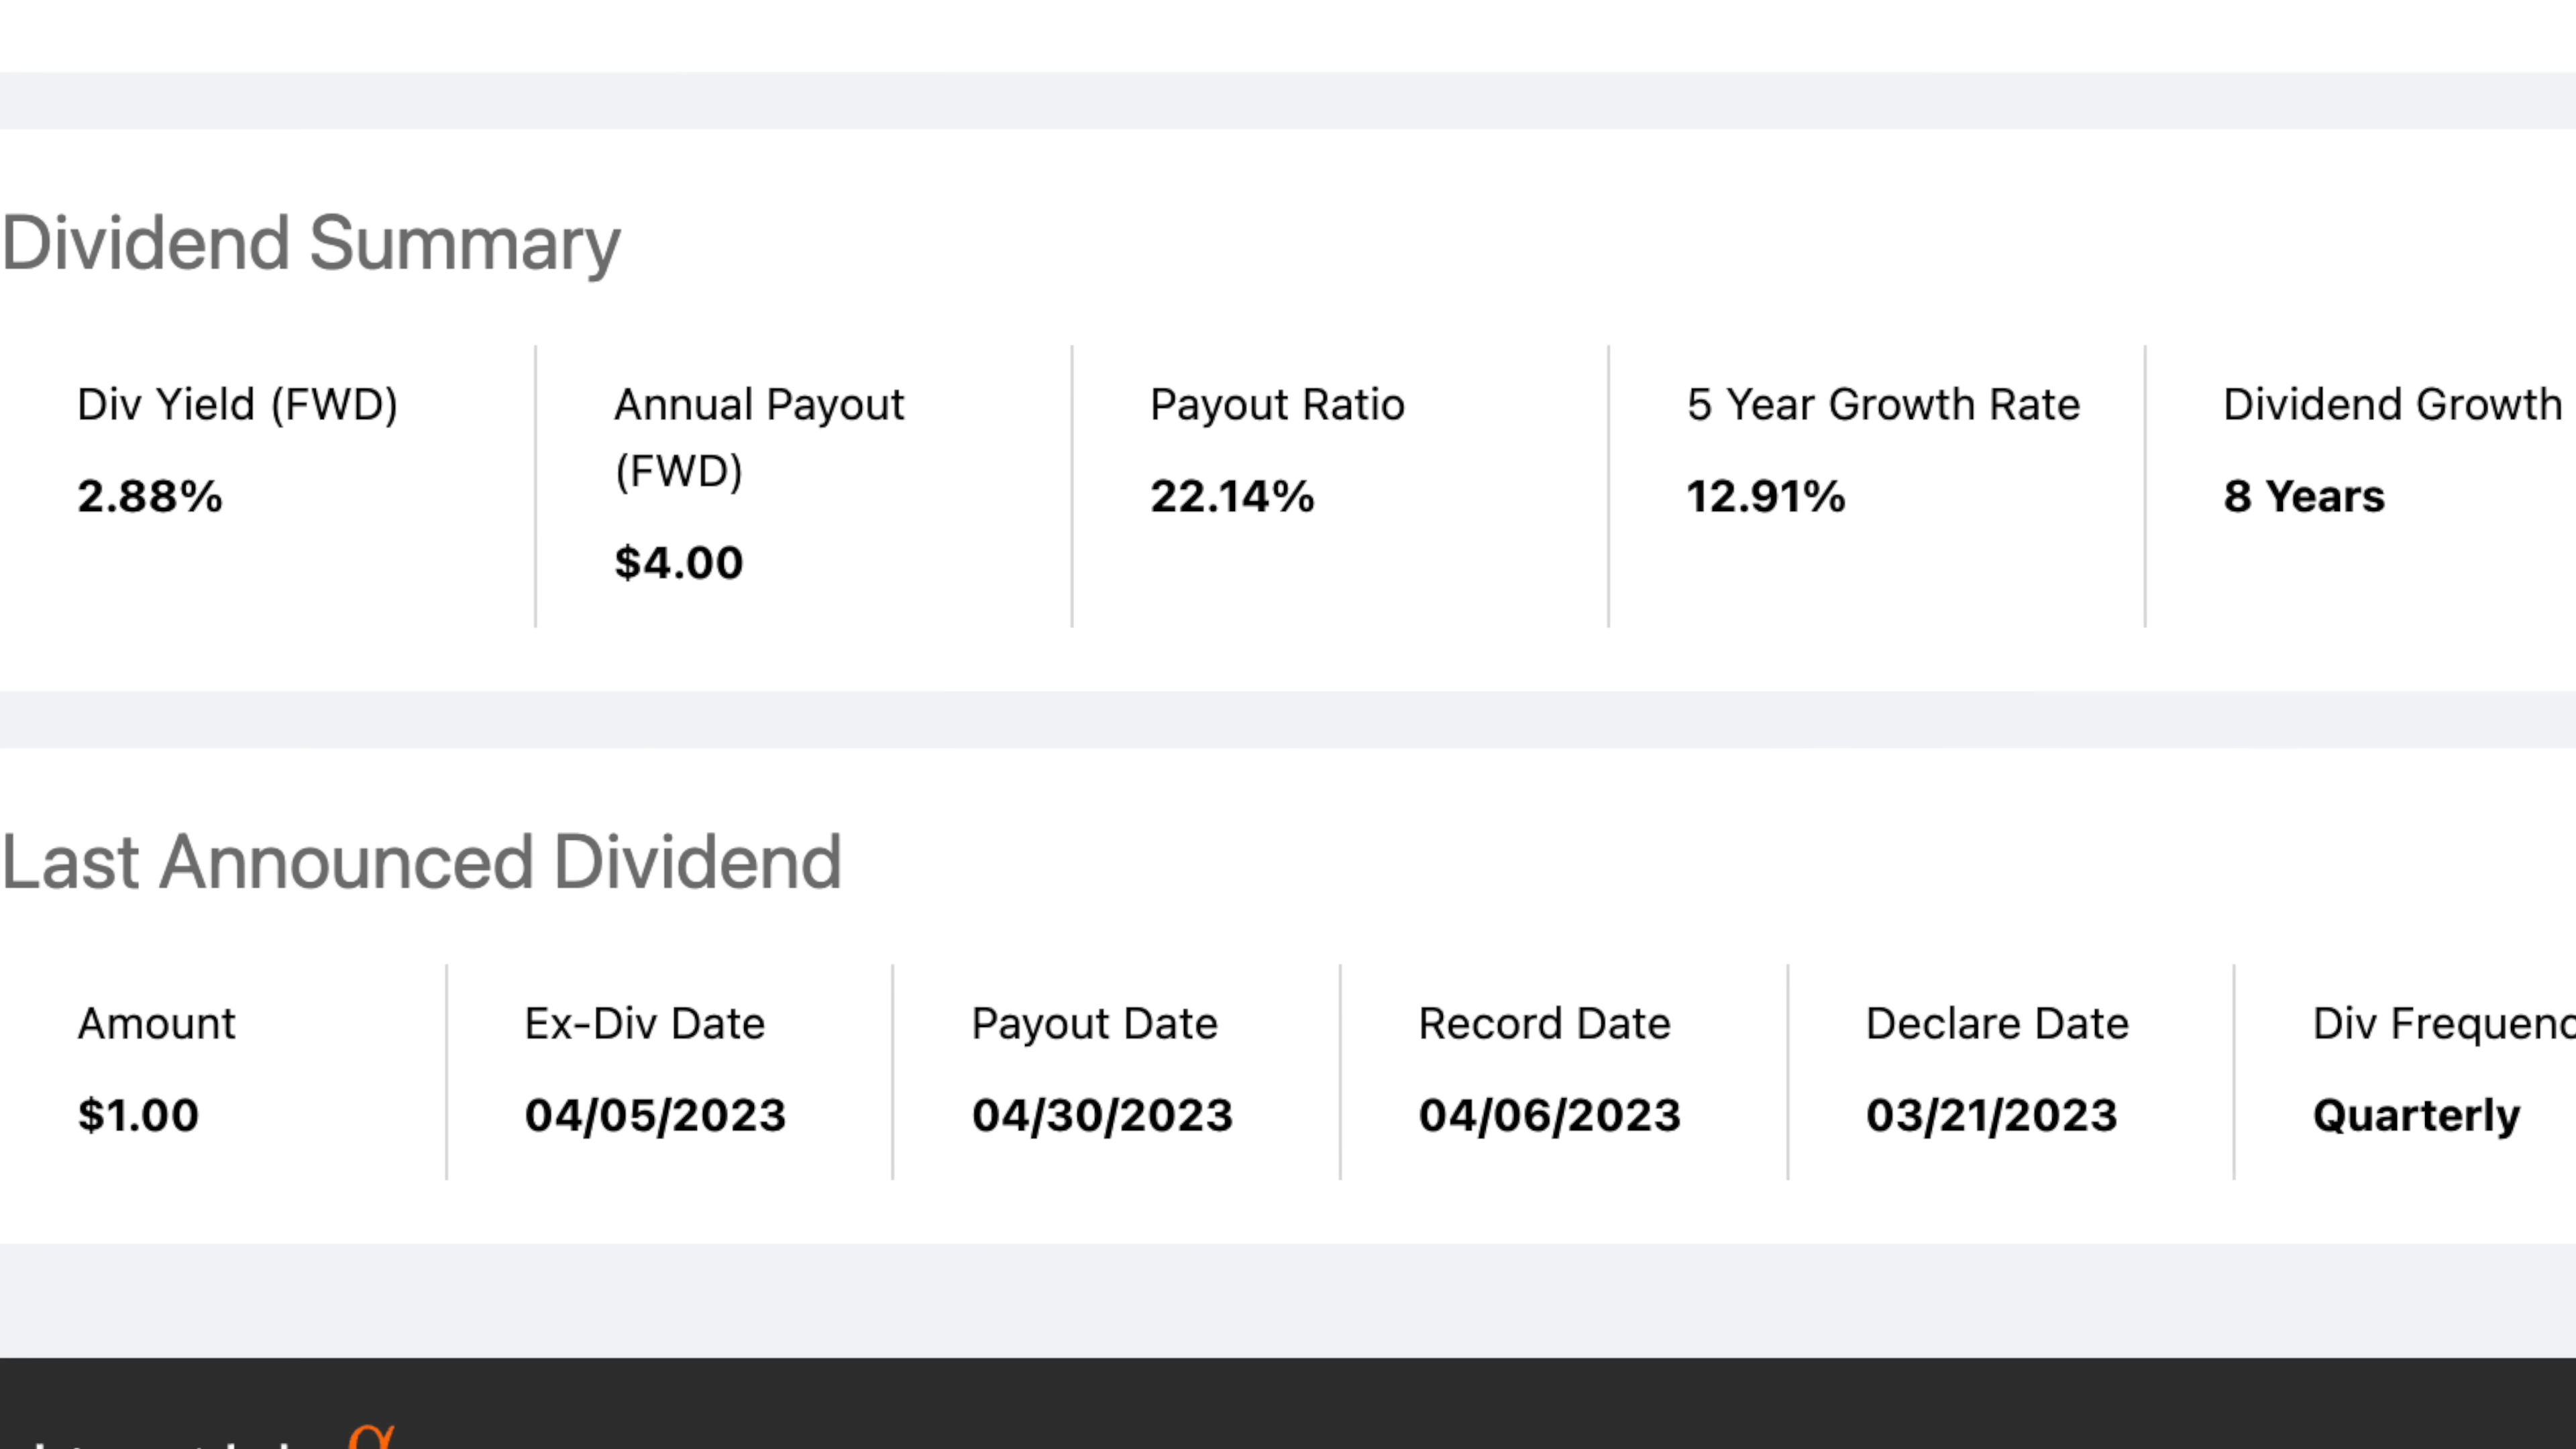 Dividend Summary
Div Yield (FWD)
2.88%
Annual Payout
(FWD)
$4.00
Payout Ratio
22.14%
5 Year Growth Rate
12.91%
Dividend Growth
8 Years
Last Announced Dividend
Amount
$1.00
Ex-Div Date
04/05/2023
Payout Date
04/30/2023
Record Date
04/06/2023
Declare Date
03/21/2023
Div Frequenc
Quarterly
α